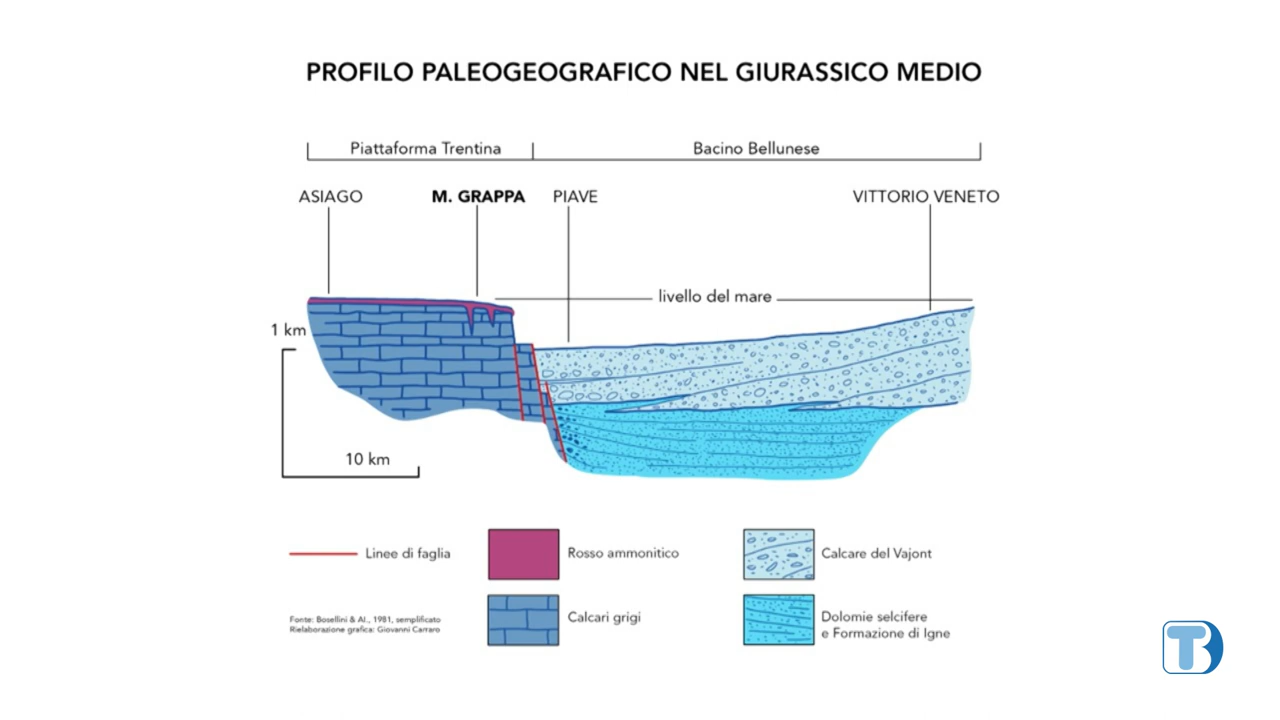 PROFILO PALEOGEOGRAFICO NEL GIURASSICO MEDIO
Piattaforma Trentina
Bacino Bellunese
ASIAGO
M. GRAPPA
PIAVE
VITTORIO VENETO
livello del mare
1 km
10 km
Linee di faglia
Rosso ammonitico
Calcare del Vajont
Calcari grigi
Dolomie selcifere
e Formazione di Igne
Fonte: Bosellini & Al., 1981, semplificato
Rielaborazione grafica: Giovanni Carraro
TB